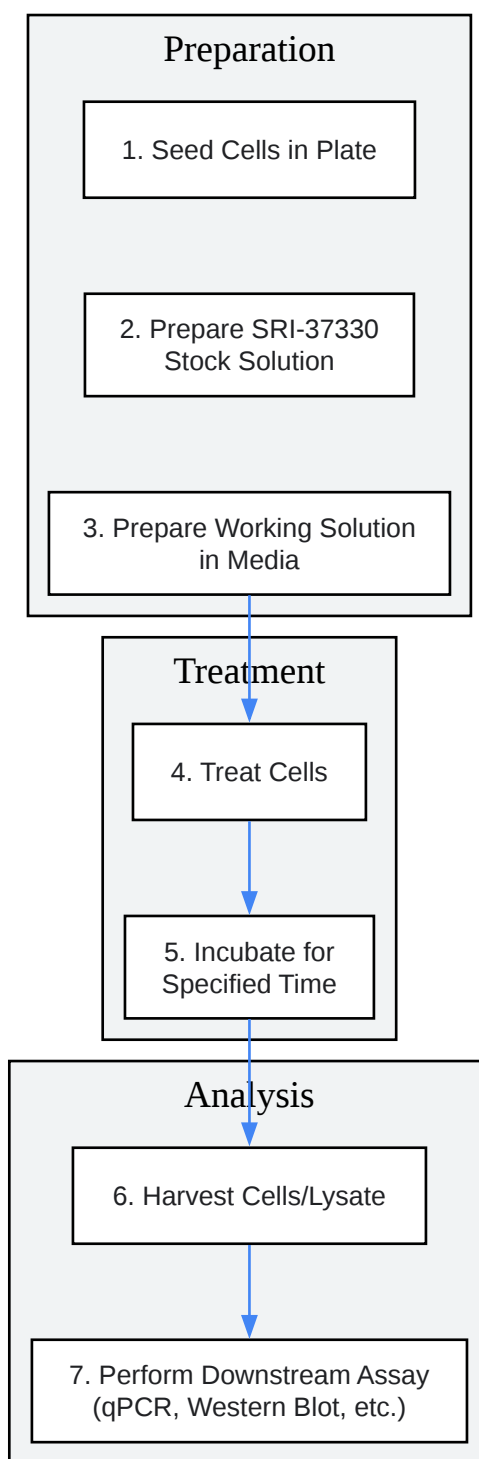 Preparation
1. Seed Cells in Plate
2. Prepare SRI-37330
Stock Solution
3. Prepare Working Solution
in Media
Treatment
4. Treat Cells
5. Incubate for
Specified Time
Analysis
6. Harvest Cells/Lysate
7. Perform Downstream Assay
(qPCR, Western Blot, etc.)